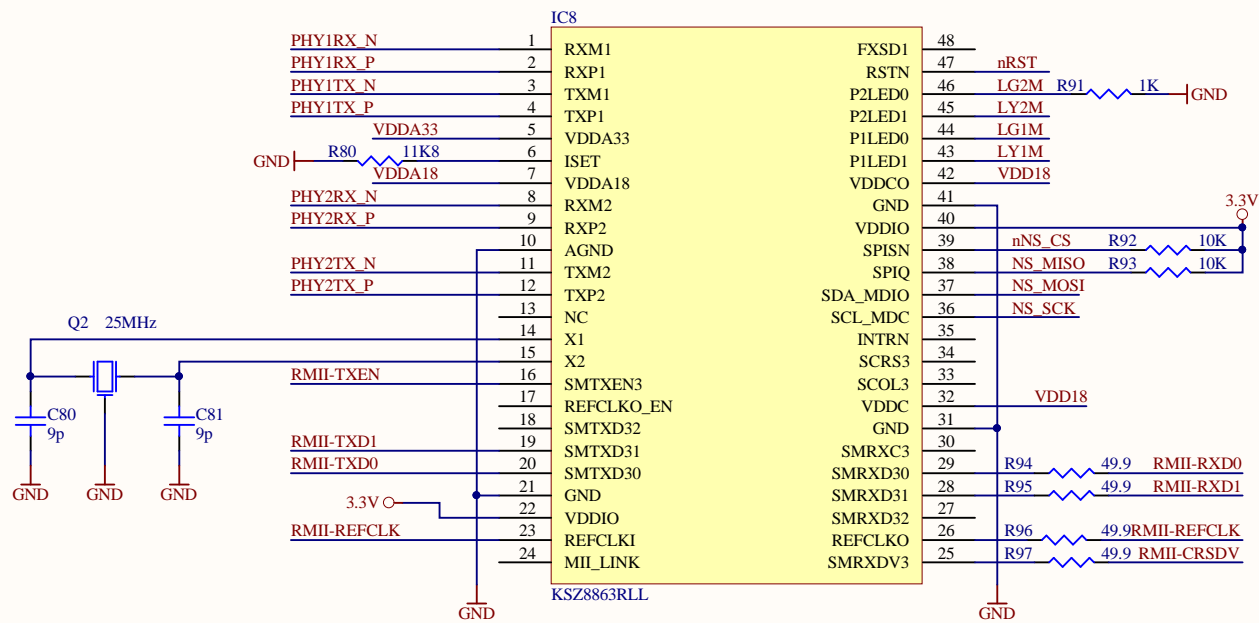 IC8
PHY1RX_N 1 RXM1 FXSD1 48
PHY1RX_P 2 RXP1 RSTN 47 nRST
PHY1TX_N 3 TXM1 P2LED0 46 LG2M R91 1K GND
PHY1TX_P 4 TXP1 P2LED1 45 LY2M
VDDA33 5 VDDA33 P1LED0 44 LG1M
GND R80 11K8 6 ISET P1LED1 43 LY1M
VDDA18 7 VDDA18 VDDCO 42 VDD18
PHY2RX_N 8 RXM2 GND 41
PHY2RX_P 9 RXP2 VDDIO 40 3.3V
10 AGND SPISN 39 nNS_CS R92 10K
PHY2TX_N 11 TXM2 SPIQ 38 NS_MISO R93 10K
PHY2TX_P 12 TXP2 SDA_MDIO 37 NS_MOSI
13 NC SCL_MDC 36 NS_SCK
Q2 25MHz
14 X1 INTRN 35
15 X2 SCRS3 34
RMII-TXEN 16 SMTXEN3 SCOL3 33
17 REFCLKO_EN VDDC 32 VDD18
C80 C81
9p 9p
18 SMTXD32 GND 31
RMII-TXD1 19 SMTXD31 SMRXC3 30
RMII-TXD0 20 SMTXD30 SMRXD30 29 R94 49.9 RMII-RXD0
GND GND GND
21 GND SMRXD31 28 R95 49.9 RMII-RXD1
3.3V 22 VDDIO SMRXD32 27
RMII-REFCLK 23 REFCLKI REFCLKO 26 R96 49.9 RMII-REFCLK
24 MII_LINK SMRXDV3 25 R97 49.9 RMII-CRSDV
KSZ8863RLL
GND GND